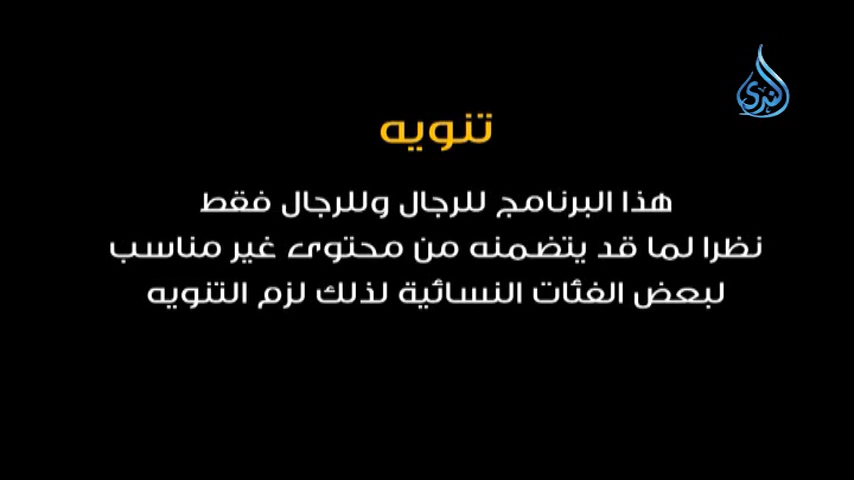 الندى
تنويه
هذا البرنامج للرجال وللرجال فقط
نظرا لما قد يتضمنه من محتوى غير مناسب
لبعض الفئات النسائية لذلك لزم التنويه